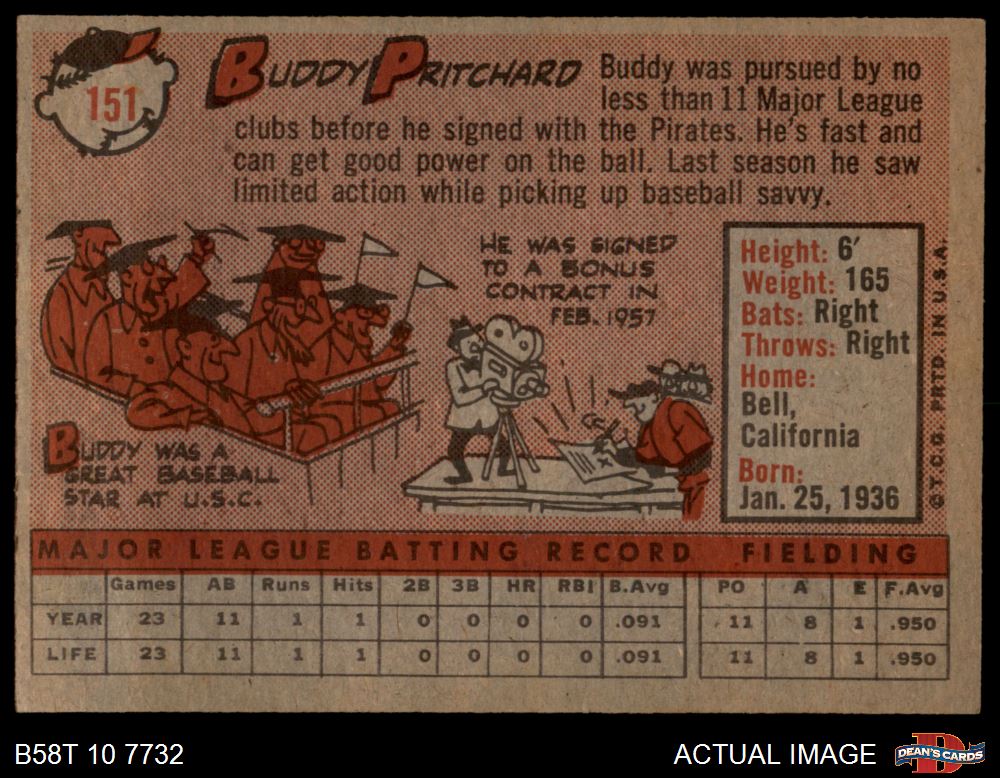 151
BUDDY PRITCHARD
Buddy was pursued by no
less than 11 Major League
clubs before he signed with the Pirates. He's fast and
can get good power on the ball. Last season he saw
limited action while picking up baseball savvy.
HE WAS SIGNED
TO A BONUS
CONTRACT IN
FEB. 1957
BUDDY WAS A
GREAT BASEBALL
STAR AT U.S.C.
X
Height: 6′
Weight: 165
Bats: Right
Throws: Right
Home:
Bell,
California
Born:
Jan. 25, 1936
©T.C.G. PRTD. IN U.S.A.
MAJOR LEAGUE BATTING RECORD FIELDING
Games AB Runs Hits 2B 3B HR RBI B.Avg PO A E F.Avg
YEAR 23 11 1 1 0 0 0 0 .091 11 8 1 .950
LIFE 23 11 1 1 0 0 0 0 .091 11 8 1 .950
B58T 10 7732 ACTUAL IMAGE D DEAN'S CARDS